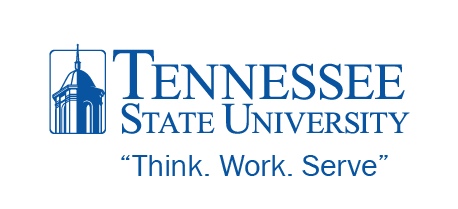 TENNESSEE
STATE UNIVERSITY
“Think. Work. Serve”